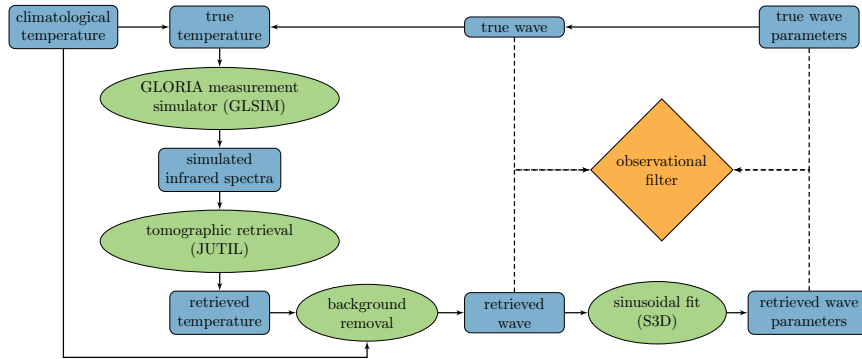 climatological
temperature
true
temperature
true wave
true wave
parameters
GLORIA measurement
simulator (GLSIM)
simulated
infrared spectra
observational
filter
tomographic retrieval
(JUTIL)
retrieved
temperature
background
removal
retrieved
wave
sinusoidal fit
(S3D)
retrieved wave
parameters